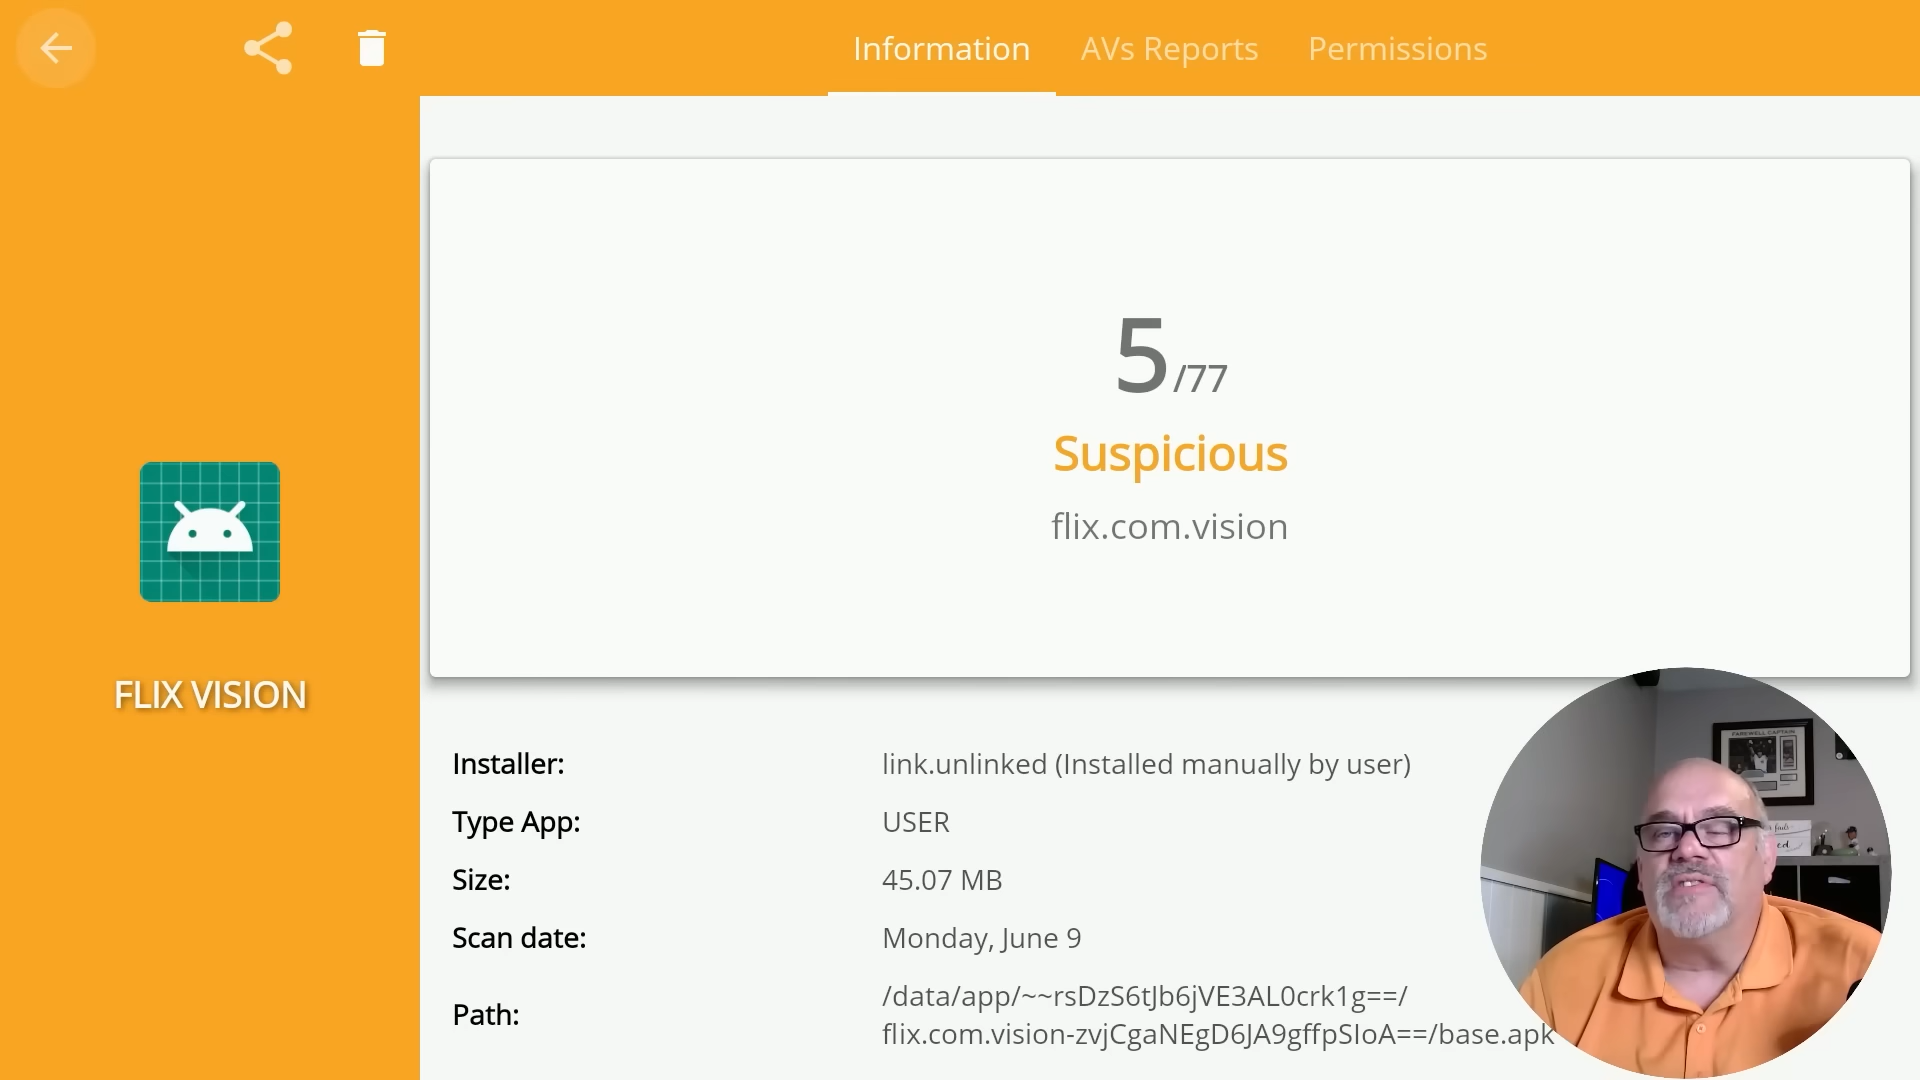 Information
AVs Reports
Permissions
5/77
Suspicious
flix.com.vision
FLIX VISION
Installer:
link.unlinked (Installed manually by user)
Type App:
USER
Size:
45.07 MB
Scan date:
Monday, June 9
Path:
/data/app/~~rsDzS6tJb6jVE3AL0crk1g==/
flix.com.vision-zvjCgaNEgD6JA9gffpSIoA==/base.apk
FAREWELL CAPTAIN